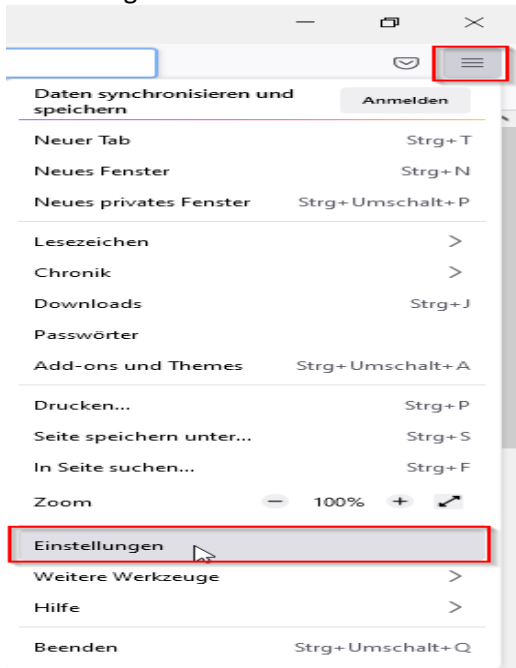 Daten synchronisieren und
speichern
Anmelden
Neuer Tab Strg+T
Neues Fenster Strg+N
Neues privates Fenster Strg+Umschalt+P
Lesezeichen
Chronik
Downloads Strg+J
Passwörter
Add-ons und Themes Strg+Umschalt+A
Drucken... Strg+P
Seite speichern unter... Strg+S
In Seite suchen... Strg+F
Zoom − 100% +
Einstellungen
Weitere Werkzeuge
Hilfe
Beenden Strg+Umschalt+Q